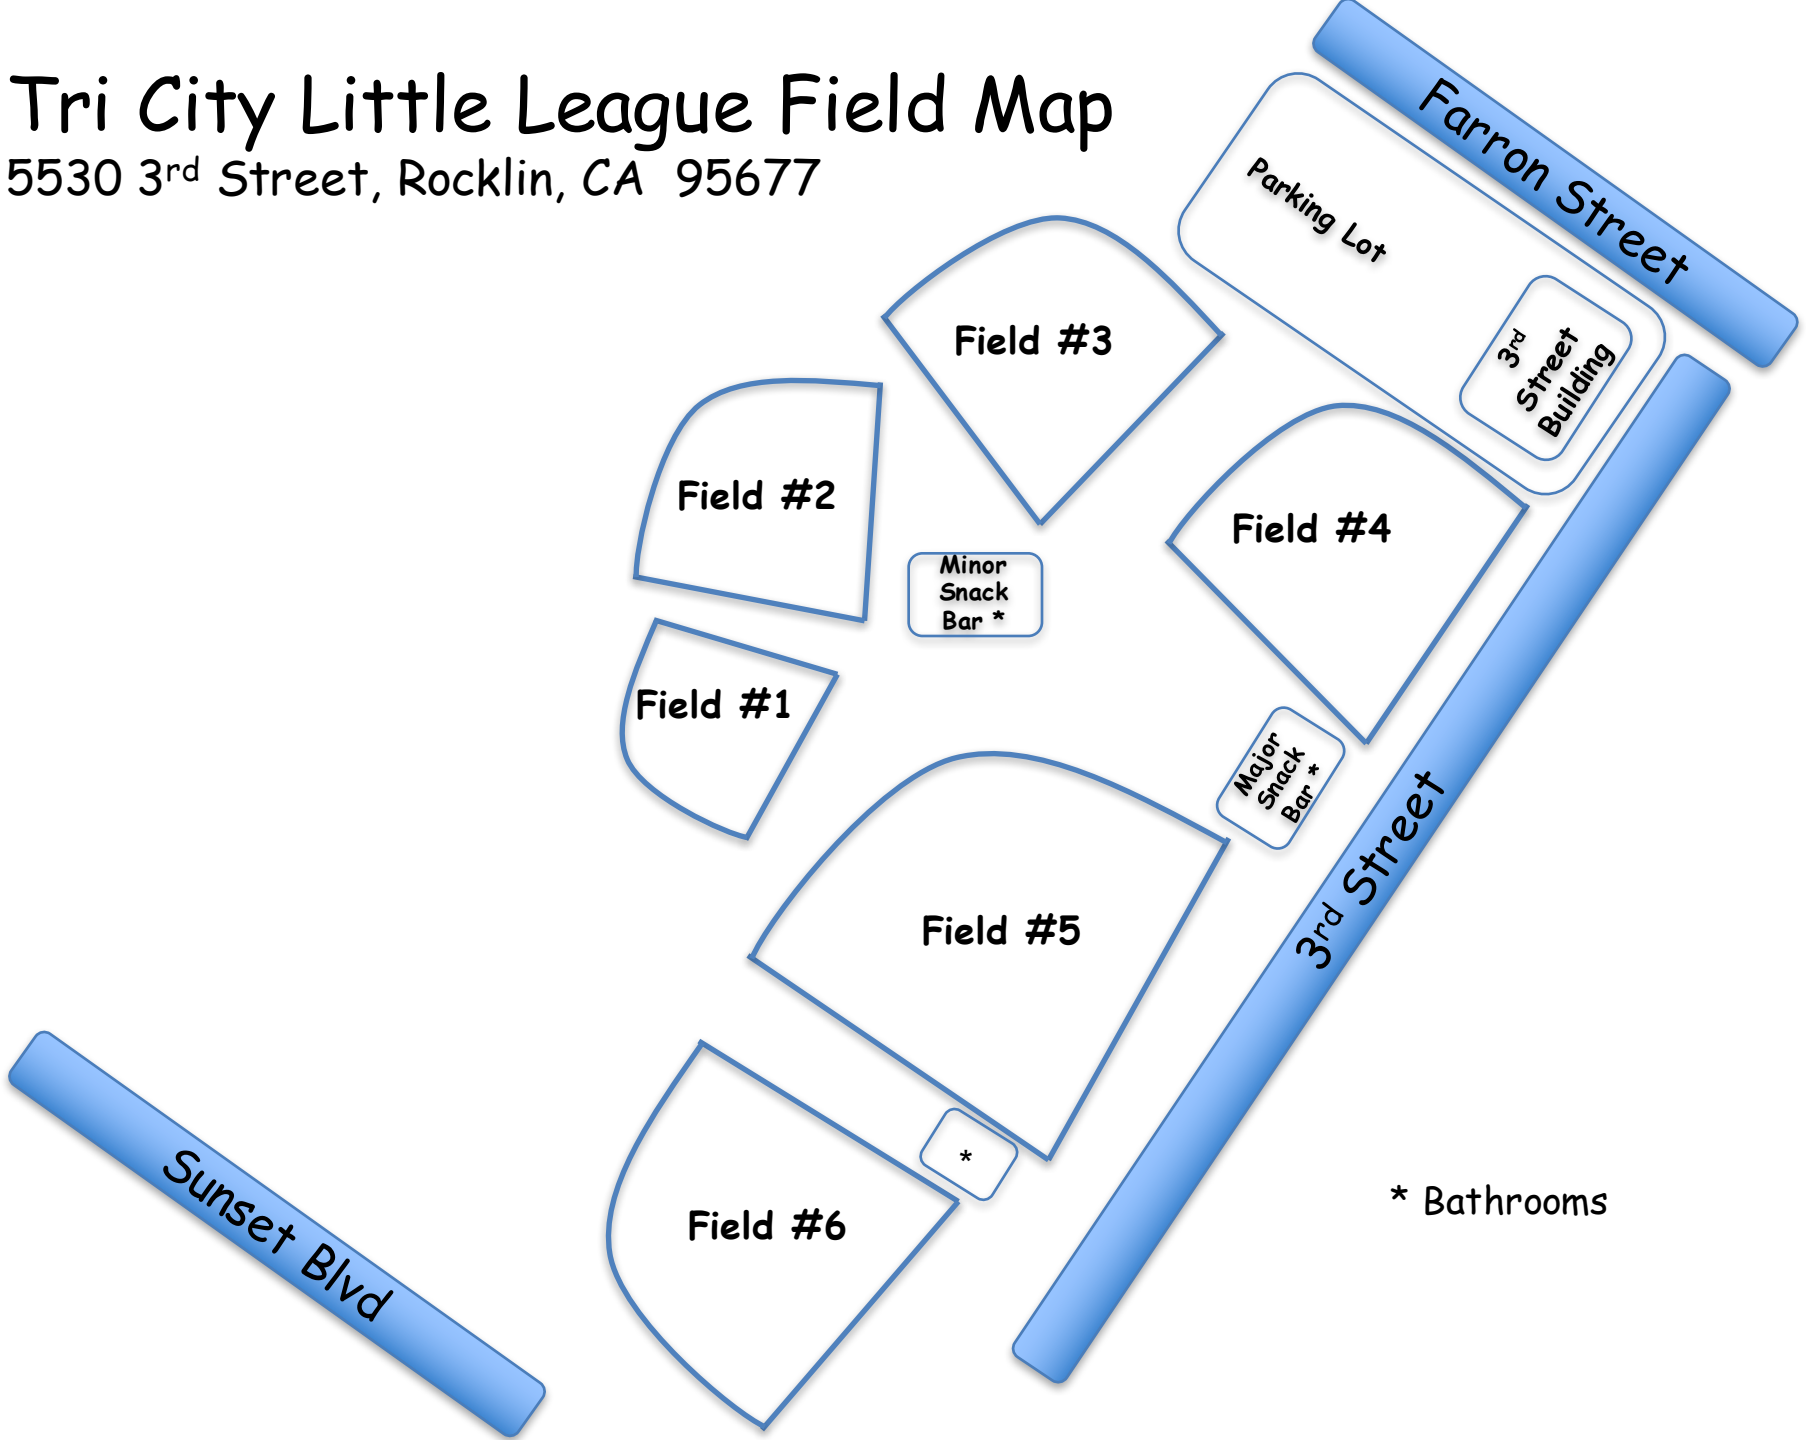 Tri City Little League Field Map
5530 3rd Street, Rocklin, CA  95677
Farron Street
Parking Lot
3rd
Street
Building
Field #3
Field #2
Field #4
Minor
Snack
Bar *
Field #1
Major
Snack
Bar *
3rd Street
Field #5
*
Field #6
* Bathrooms
Sunset Blvd